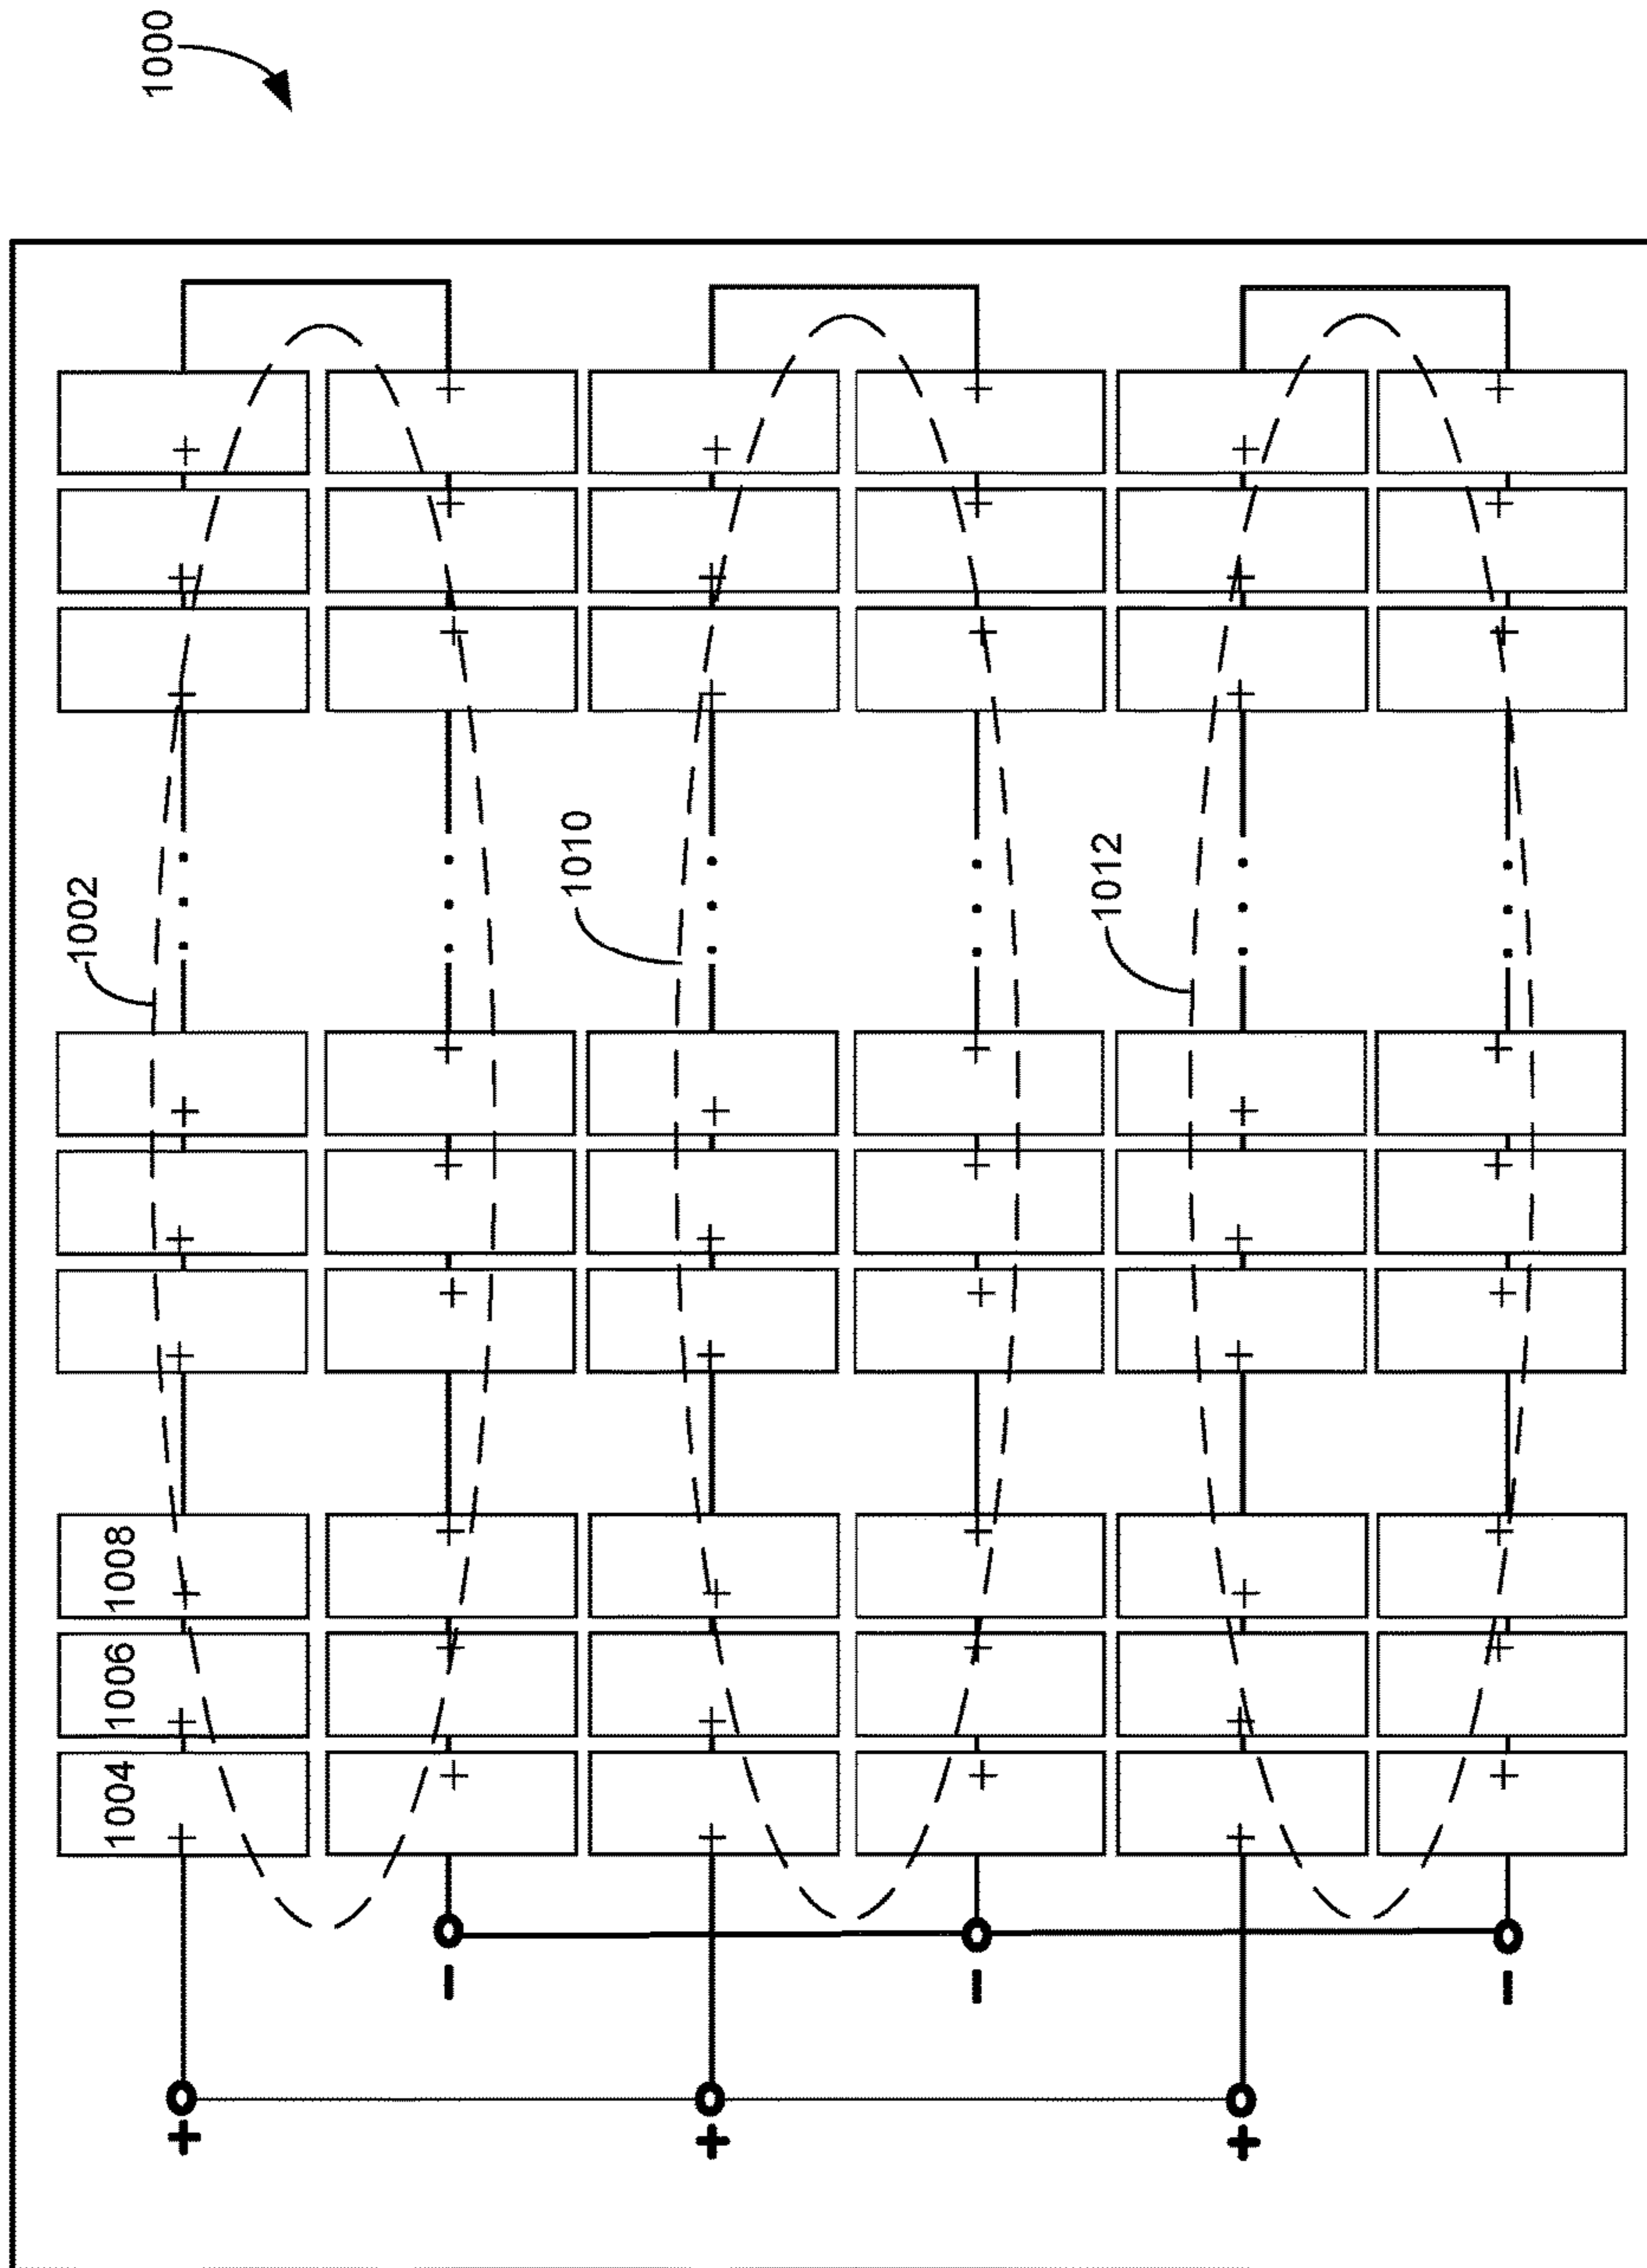 1000
1002
1010
1012
1008
1006
1004
+ + + + + + + + +
+ + + + + + + + +
+ + + + + + + + +
+ + + + + + + + +
+ + + + + + + + +
+ + + + + + + + +
- - -
+ + +